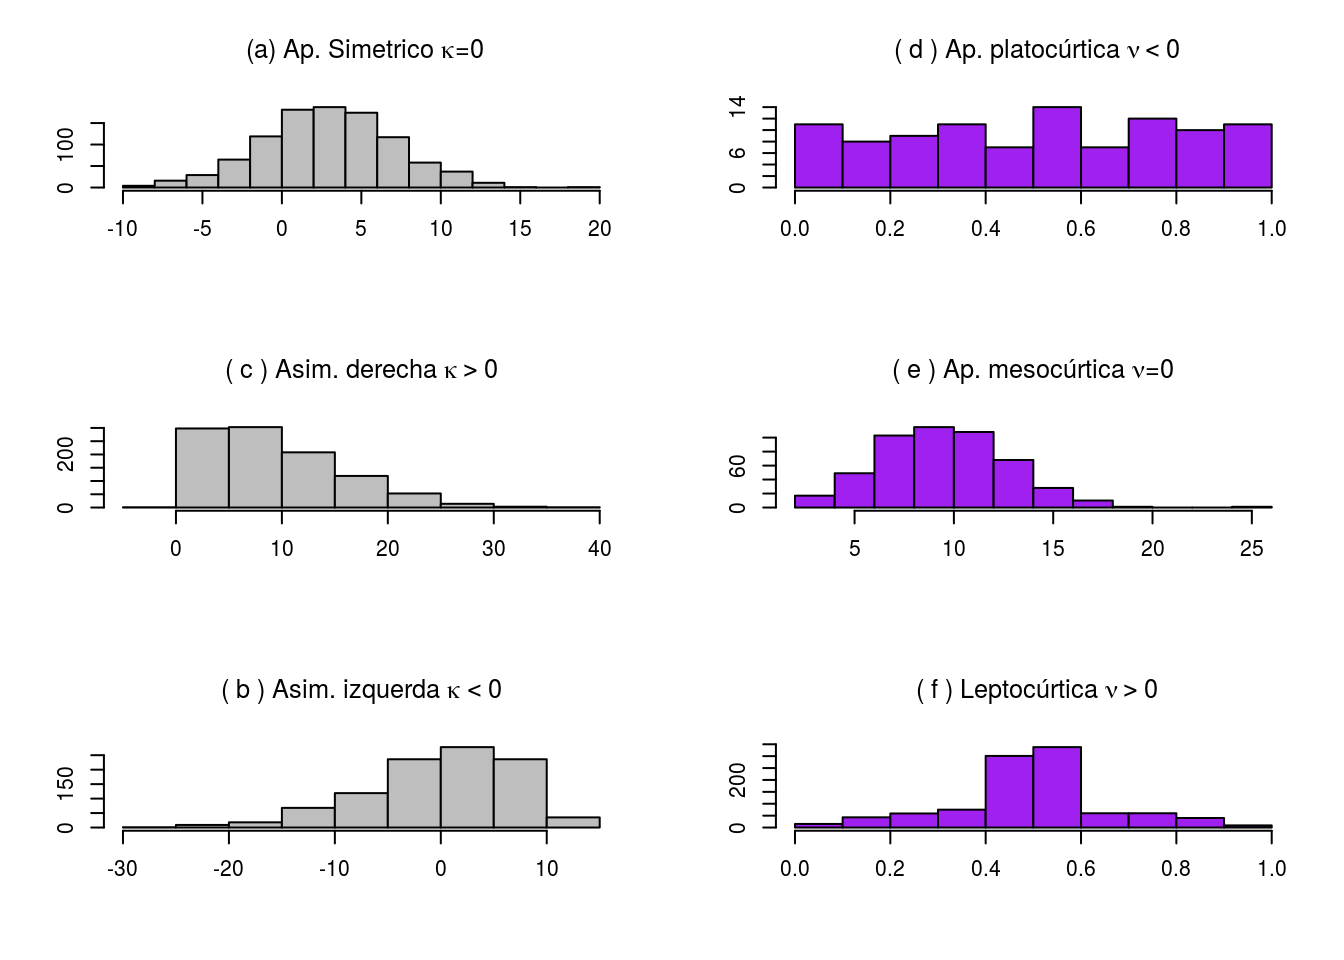 (a) Ap. Simetrico κ=0
0 100
-10 -5 0 5 10 15 20
( d ) Ap. platocúrtica ν < 0
0 6 14
0.0 0.2 0.4 0.6 0.8 1.0
( c ) Asim. derecha κ > 0
0 200
0 10 20 30 40
( e ) Ap. mesocúrtica ν=0
0 60
5 10 15 20 25
( b ) Asim. izquerda κ < 0
0 150
-30 -20 -10 0 10
( f ) Leptocúrtica ν > 0
0 200
0.0 0.2 0.4 0.6 0.8 1.0